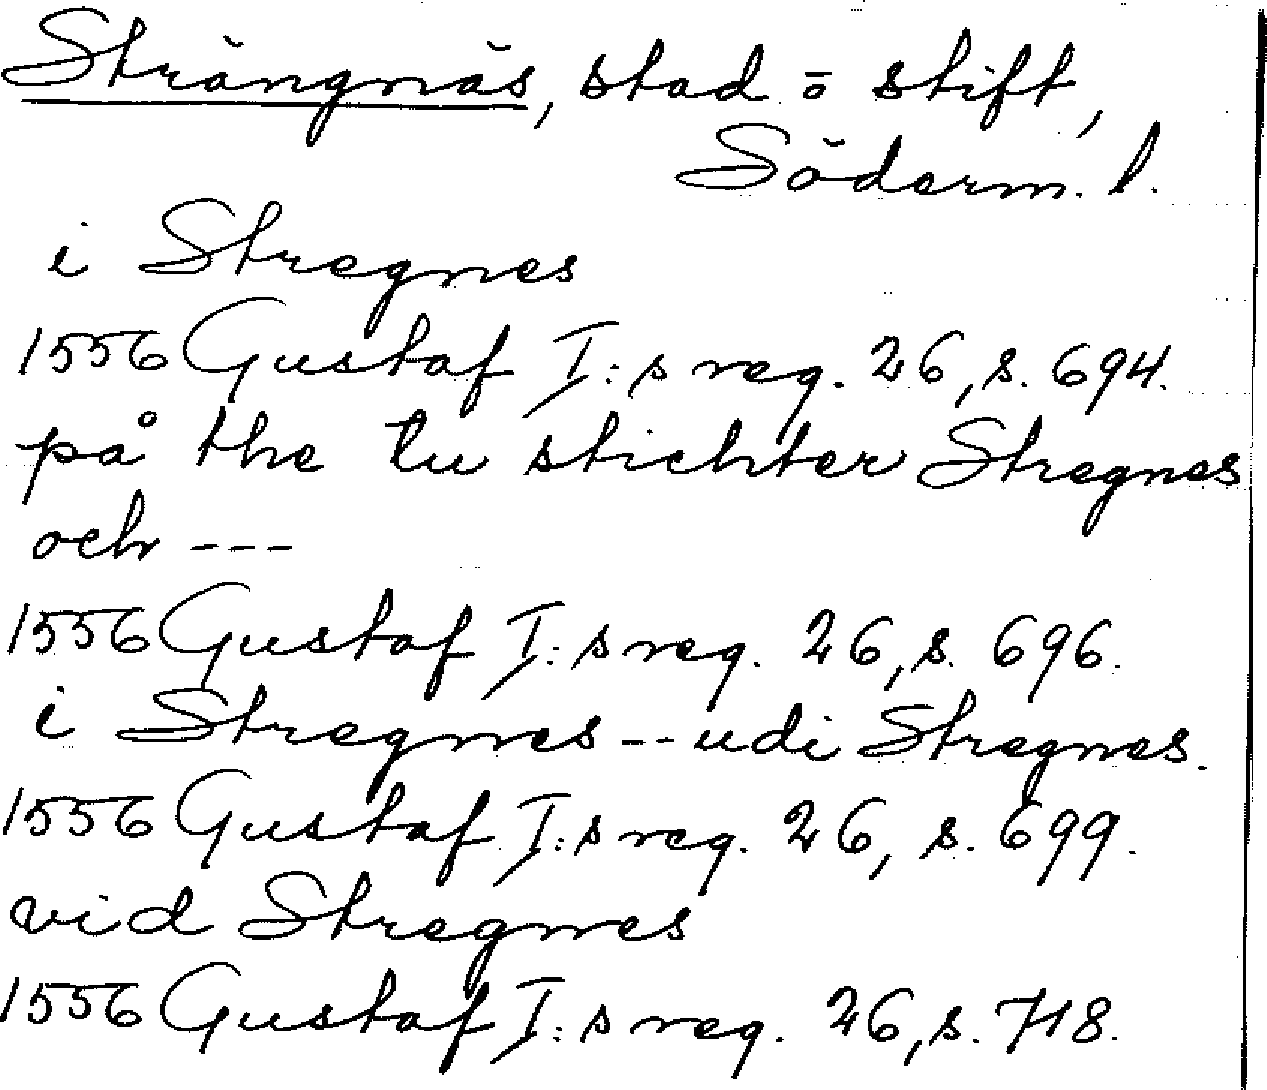 Strängnäs, stad o stift,
Söderm. l.
i Stregnes
1556 Gustaf I:s reg. 26, s. 694.
på the tu stichter Stregnes
och ---
1556 Gustaf I:s reg. 26, s. 696.
i Stregnes -- udi Stregnes.
1556 Gustaf I:s reg. 26, s. 699.
vid Stregnes
1556 Gustaf I:s reg. 26, s. 718.